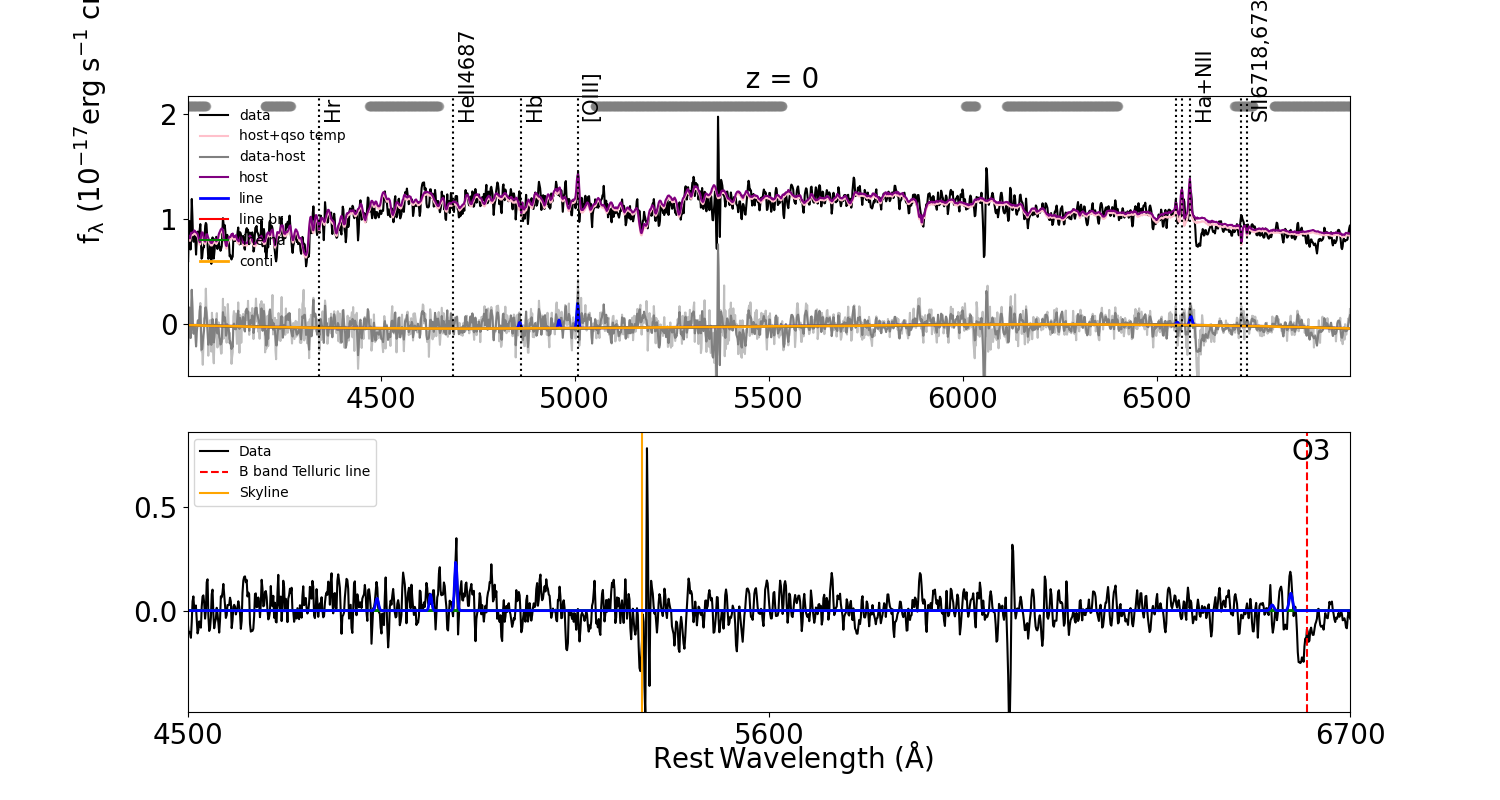 z = 0
f_λ (10^−17 erg s^−1
Hr
HeII4687
Hb
[OIII]
Ha+NII
SII6718,673
data
host+qso temp
data-host
host
line
line br
conti
2
1
0
4500
5000
5500
6000
6500
Data
B band Telluric line
Skyline
O3
0.5
0.0
4500
5600
6700
Rest Wavelength (Å)